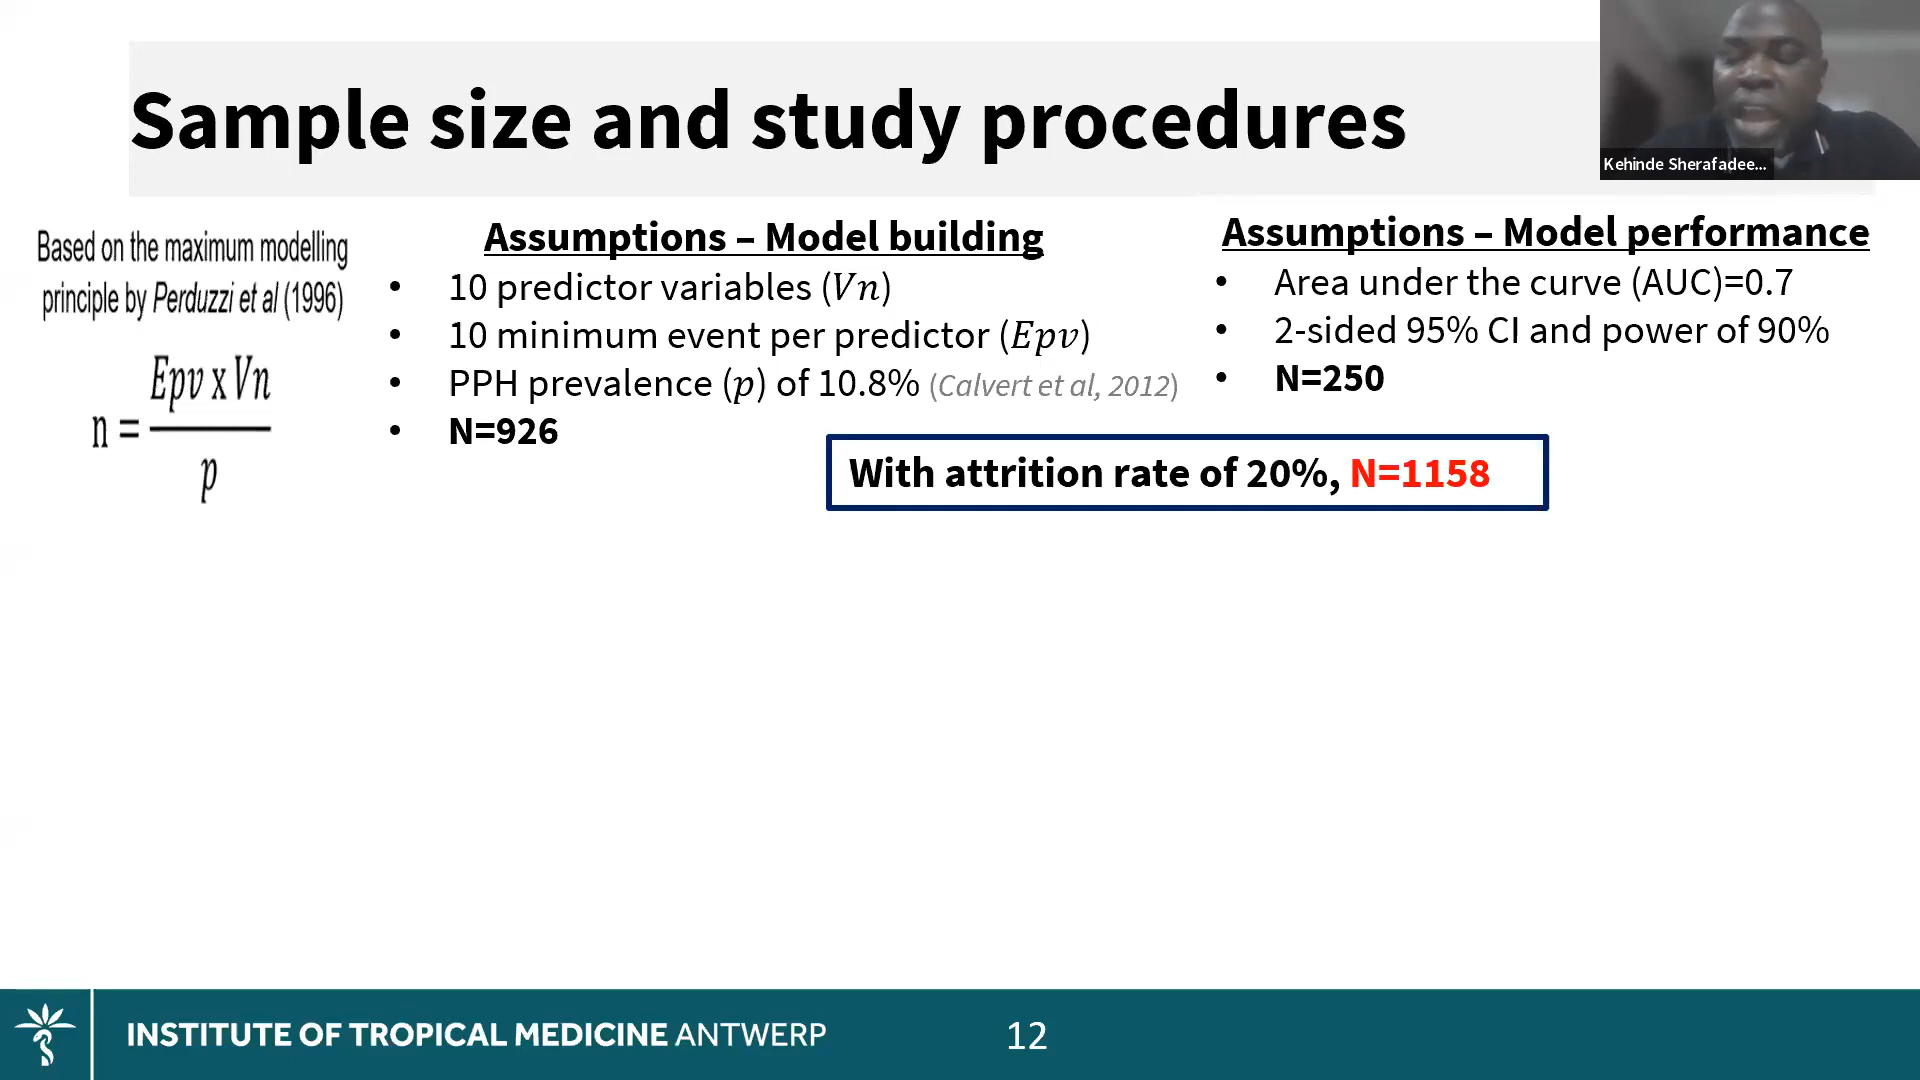 Sample size and study procedures
Kehinde Sherafadee...
Based on the maximum modelling
principle by Perduzzi et al (1996)
n = Epv x Vn
p
Assumptions – Model building
• 10 predictor variables (Vn)
• 10 minimum event per predictor (Epv)
• PPH prevalence (p) of 10.8% (Calvert et al, 2012)
• N=926
Assumptions – Model performance
• Area under the curve (AUC)=0.7
• 2-sided 95% CI and power of 90%
• N=250
With attrition rate of 20%, N=1158
INSTITUTE OF TROPICAL MEDICINE ANTWERP
12